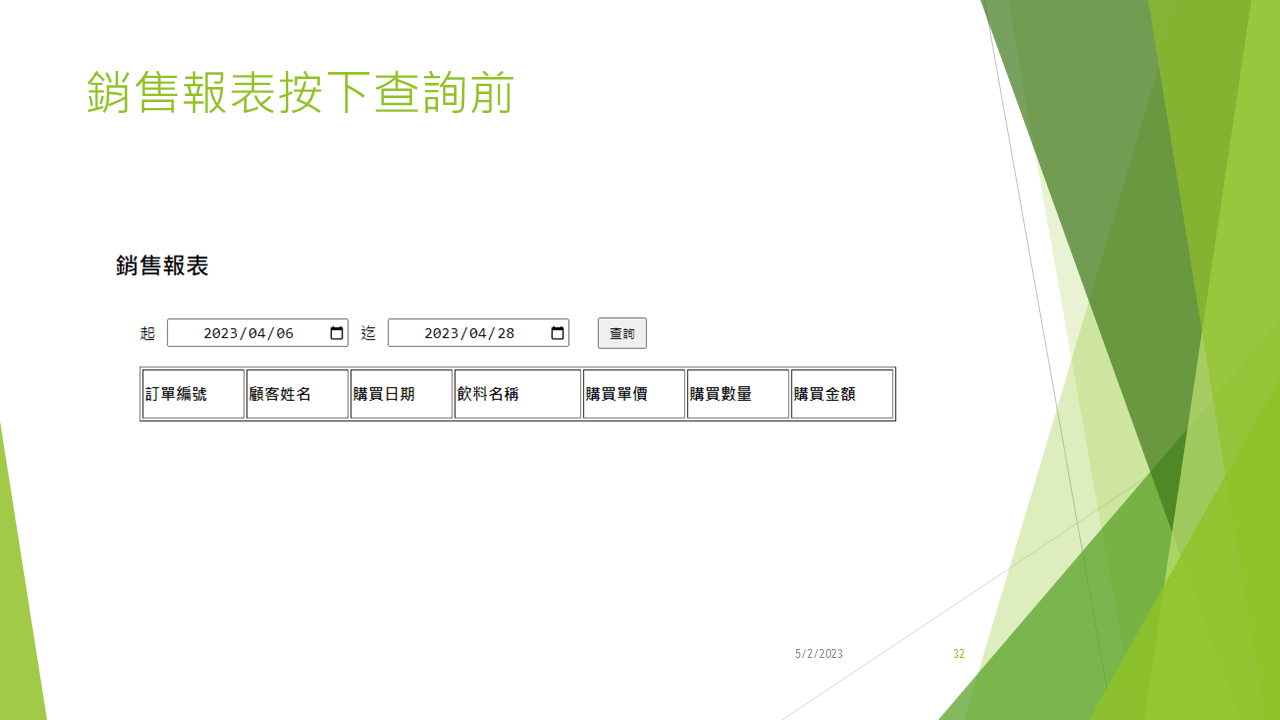 銷售報表按下查詢前
銷售報表
起 2023/04/06 迄 2023/04/28 查詢
訂單編號 顧客姓名 購買日期 飲料名稱 購買單價 購買數量 購買金額
5/2/2023 32